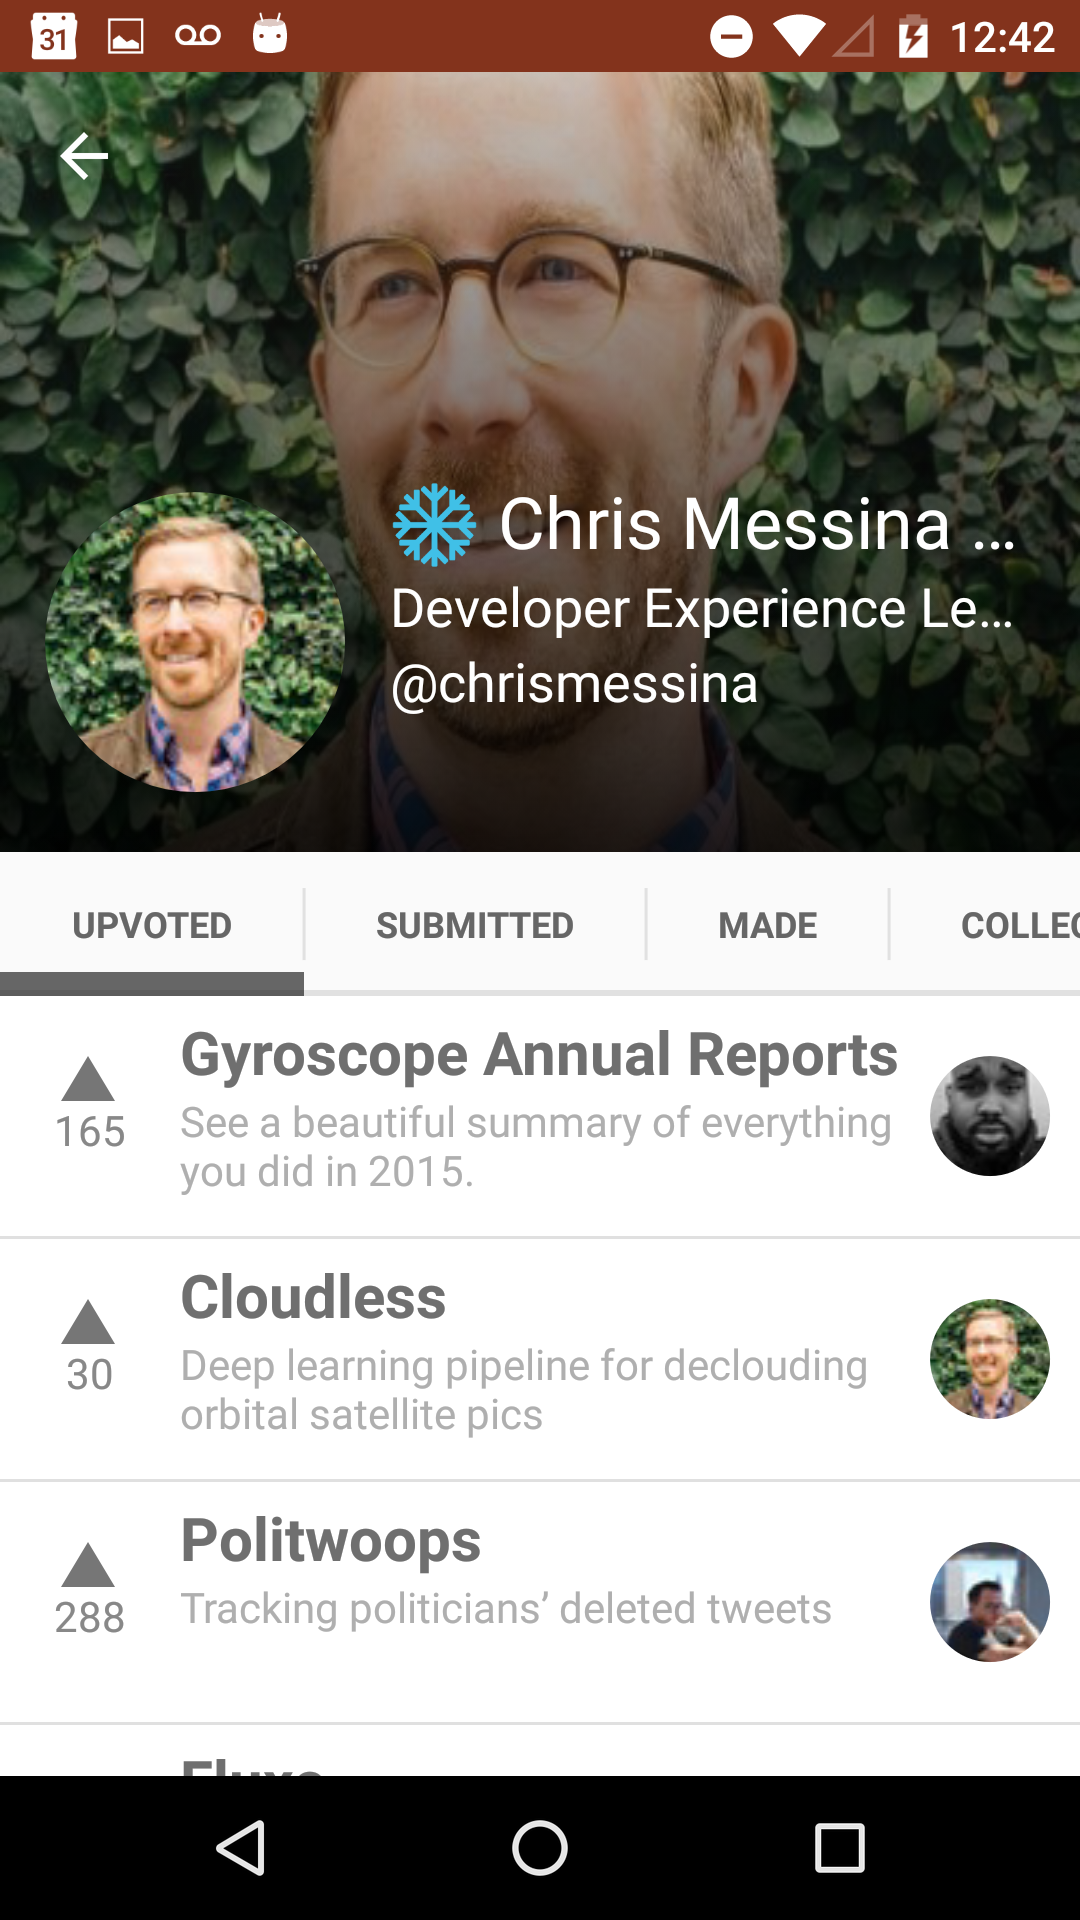 31
12:42
Chris Messina ...
Developer Experience Le...
@chrismessina
UPVOTED
SUBMITTED
MADE
COLLEC
Gyroscope Annual Reports
165
See a beautiful summary of everything
you did in 2015.
Cloudless
30
Deep learning pipeline for declouding
orbital satellite pics
Politwoops
288
Tracking politicians’ deleted tweets